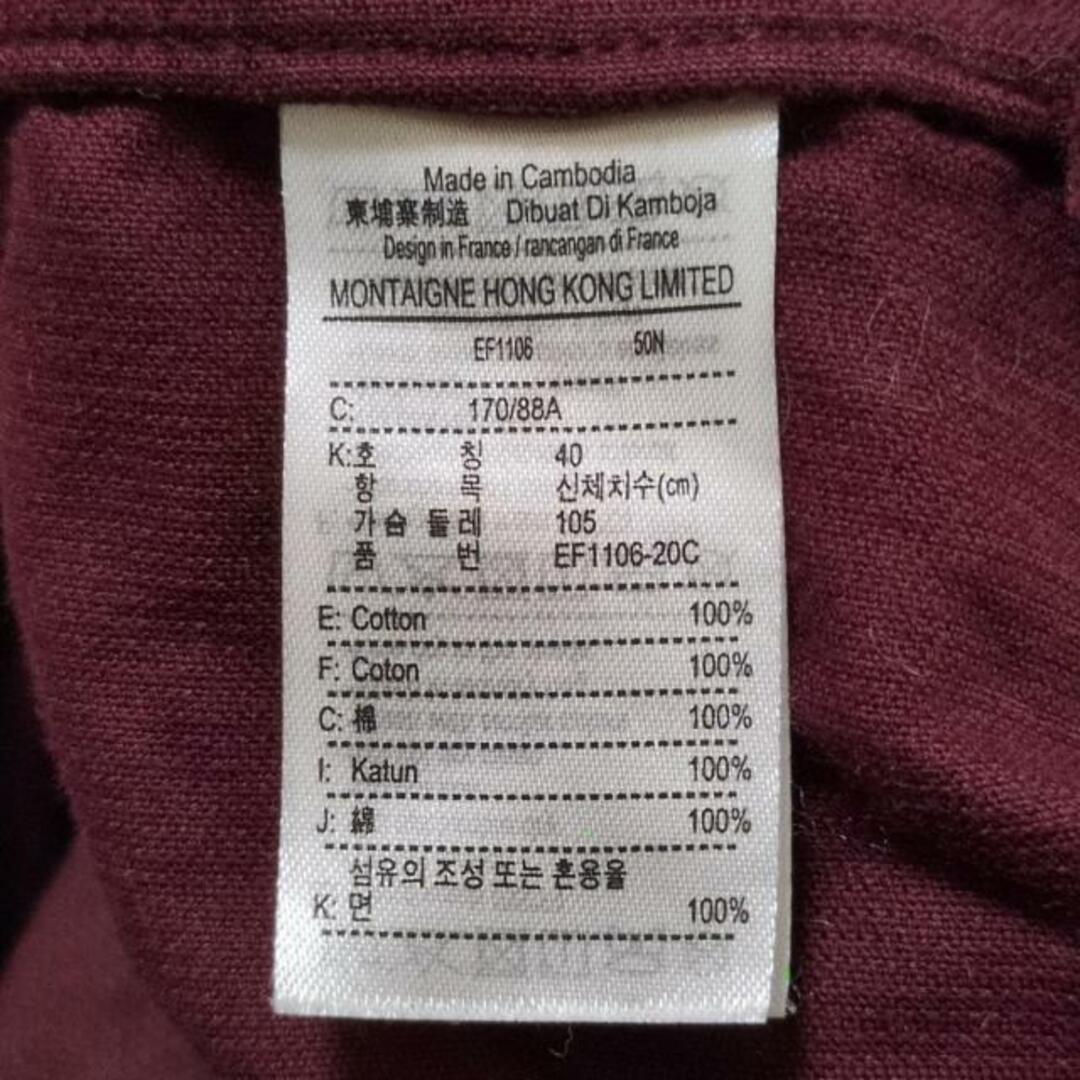 Made in Cambodia
柬埔寨制造 Dibuat Di Kamboja
Design in France / rancangan di France
MONTAIGNE HONG KONG LIMITED
EF1106 50N
C: 170/88A
K:호 칭 40
항 목 신체치수(cm)
가슴 둘레 105
품 번 EF1106-20C
E: Cotton 100%
F: Coton 100%
C: 棉 100%
I: Katun 100%
J: 綿 100%
섬유의 조성 또는 혼용율
K: 면 100%